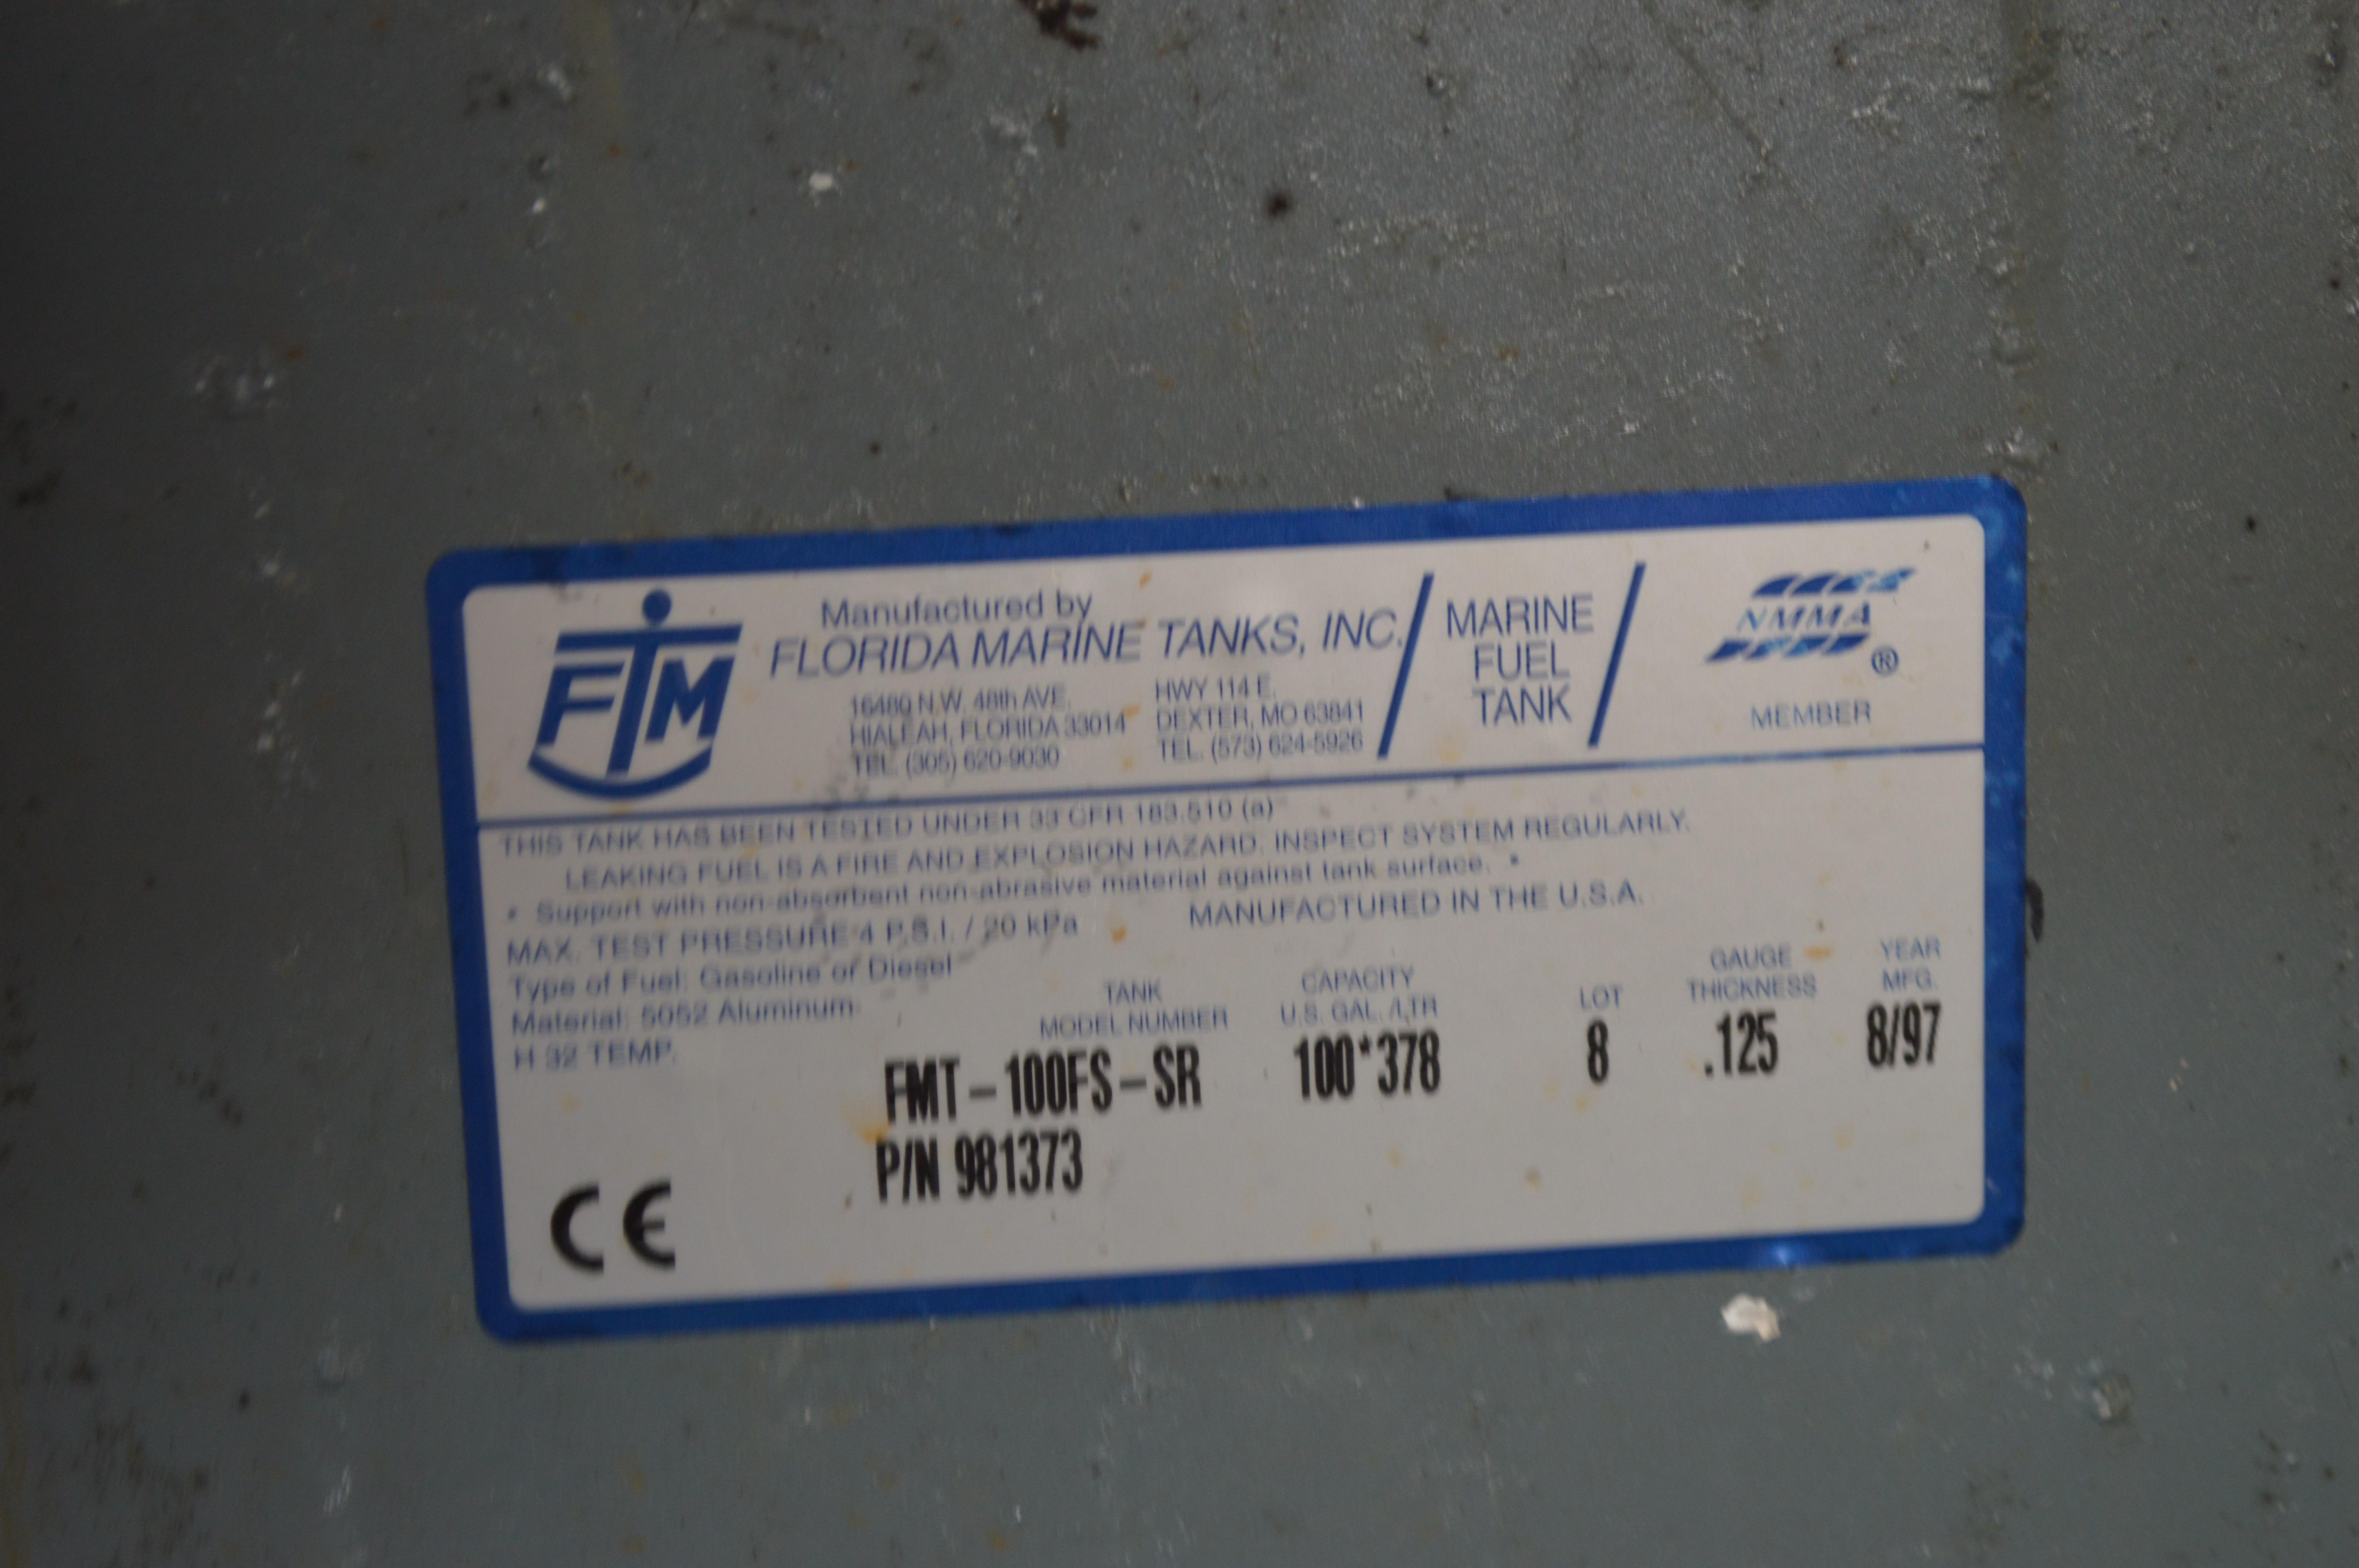 FTM
Manufactured by
FLORIDA MARINE TANKS, INC.
16480 N.W. 48th AVE.
HIALEAH, FLORIDA 33014
TEL. (305) 620-9030
HWY 114 E.
DEXTER, MO 63841
TEL. (573) 624-5926
MARINE
FUEL
TANK
NMMA
®
MEMBER
THIS TANK HAS BEEN TESTED UNDER 33 CFR 183.510 (a)
LEAKING FUEL IS A FIRE AND EXPLOSION HAZARD. INSPECT SYSTEM REGULARLY.
* Support with non-absorbent non-abrasive material against tank surface. *
MAX. TEST PRESSURE 4 P.S.I. / 20 kPa MANUFACTURED IN THE U.S.A.
Type of Fuel: Gasoline or Diesel
Material: 5052 Aluminum
H 32 TEMP.
TANK
MODEL NUMBER
FMT-100FS-SR
P/N 981373
CAPACITY
U.S. GAL. /LTR
100*378
LOT
8
GAUGE
THICKNESS
.125
YEAR
MFG.
8/97
CE